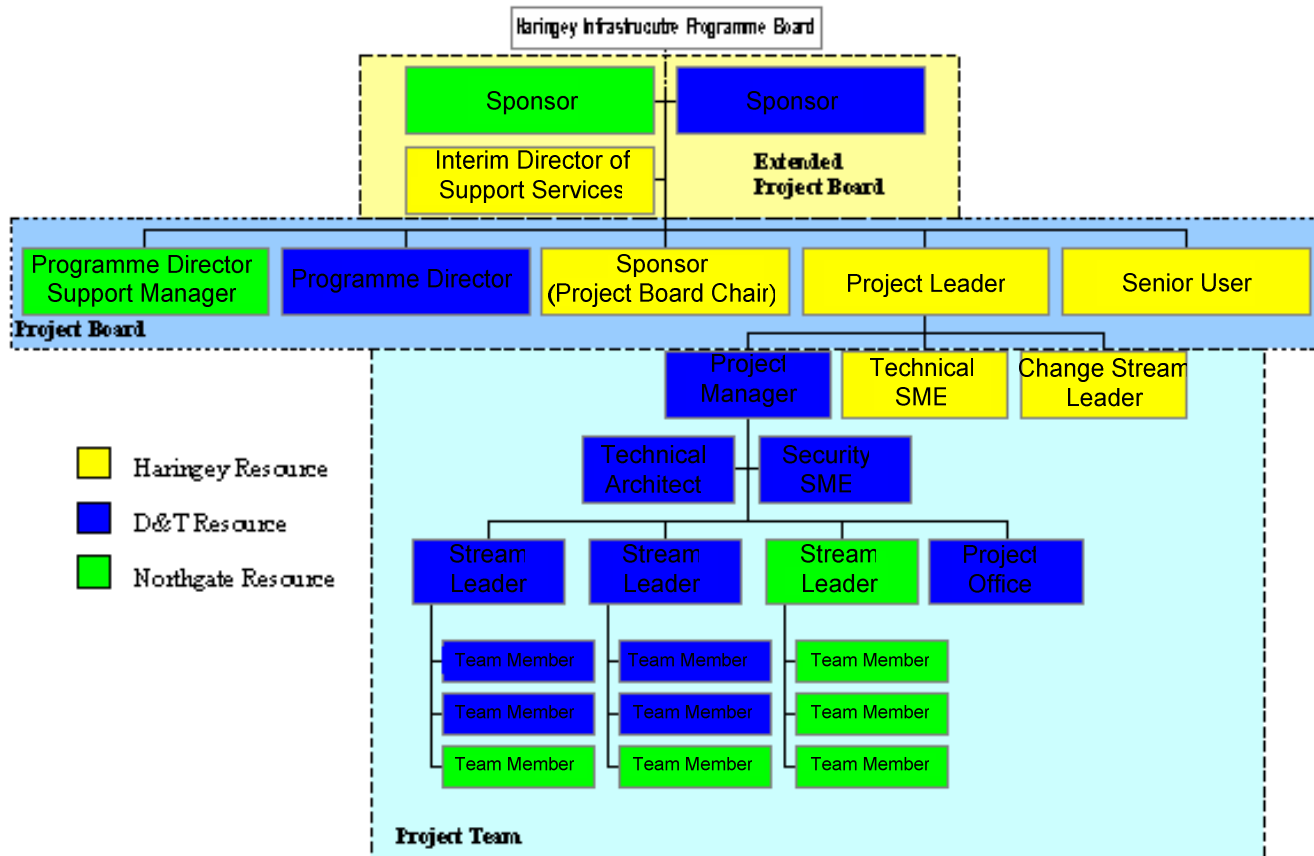 Haringey Infrastrucutre Programme Board
Sponsor
Sponsor
Interim Director of
Support Services
Extended
Project Board
Programme Director
Support Manager
Programme Director
Sponsor
(Project Board Chair)
Project Leader
Senior User
Project Board
Project
Manager
Technical
SME
Change Stream
Leader
Technical
Architect
Security
SME
Haringey Resource
D&T Resource
Northgate Resource
Stream
Leader
Stream
Leader
Stream
Leader
Project
Office
Team Member
Team Member
Team Member
Team Member
Team Member
Team Member
Team Member
Team Member
Team Member
Project Team